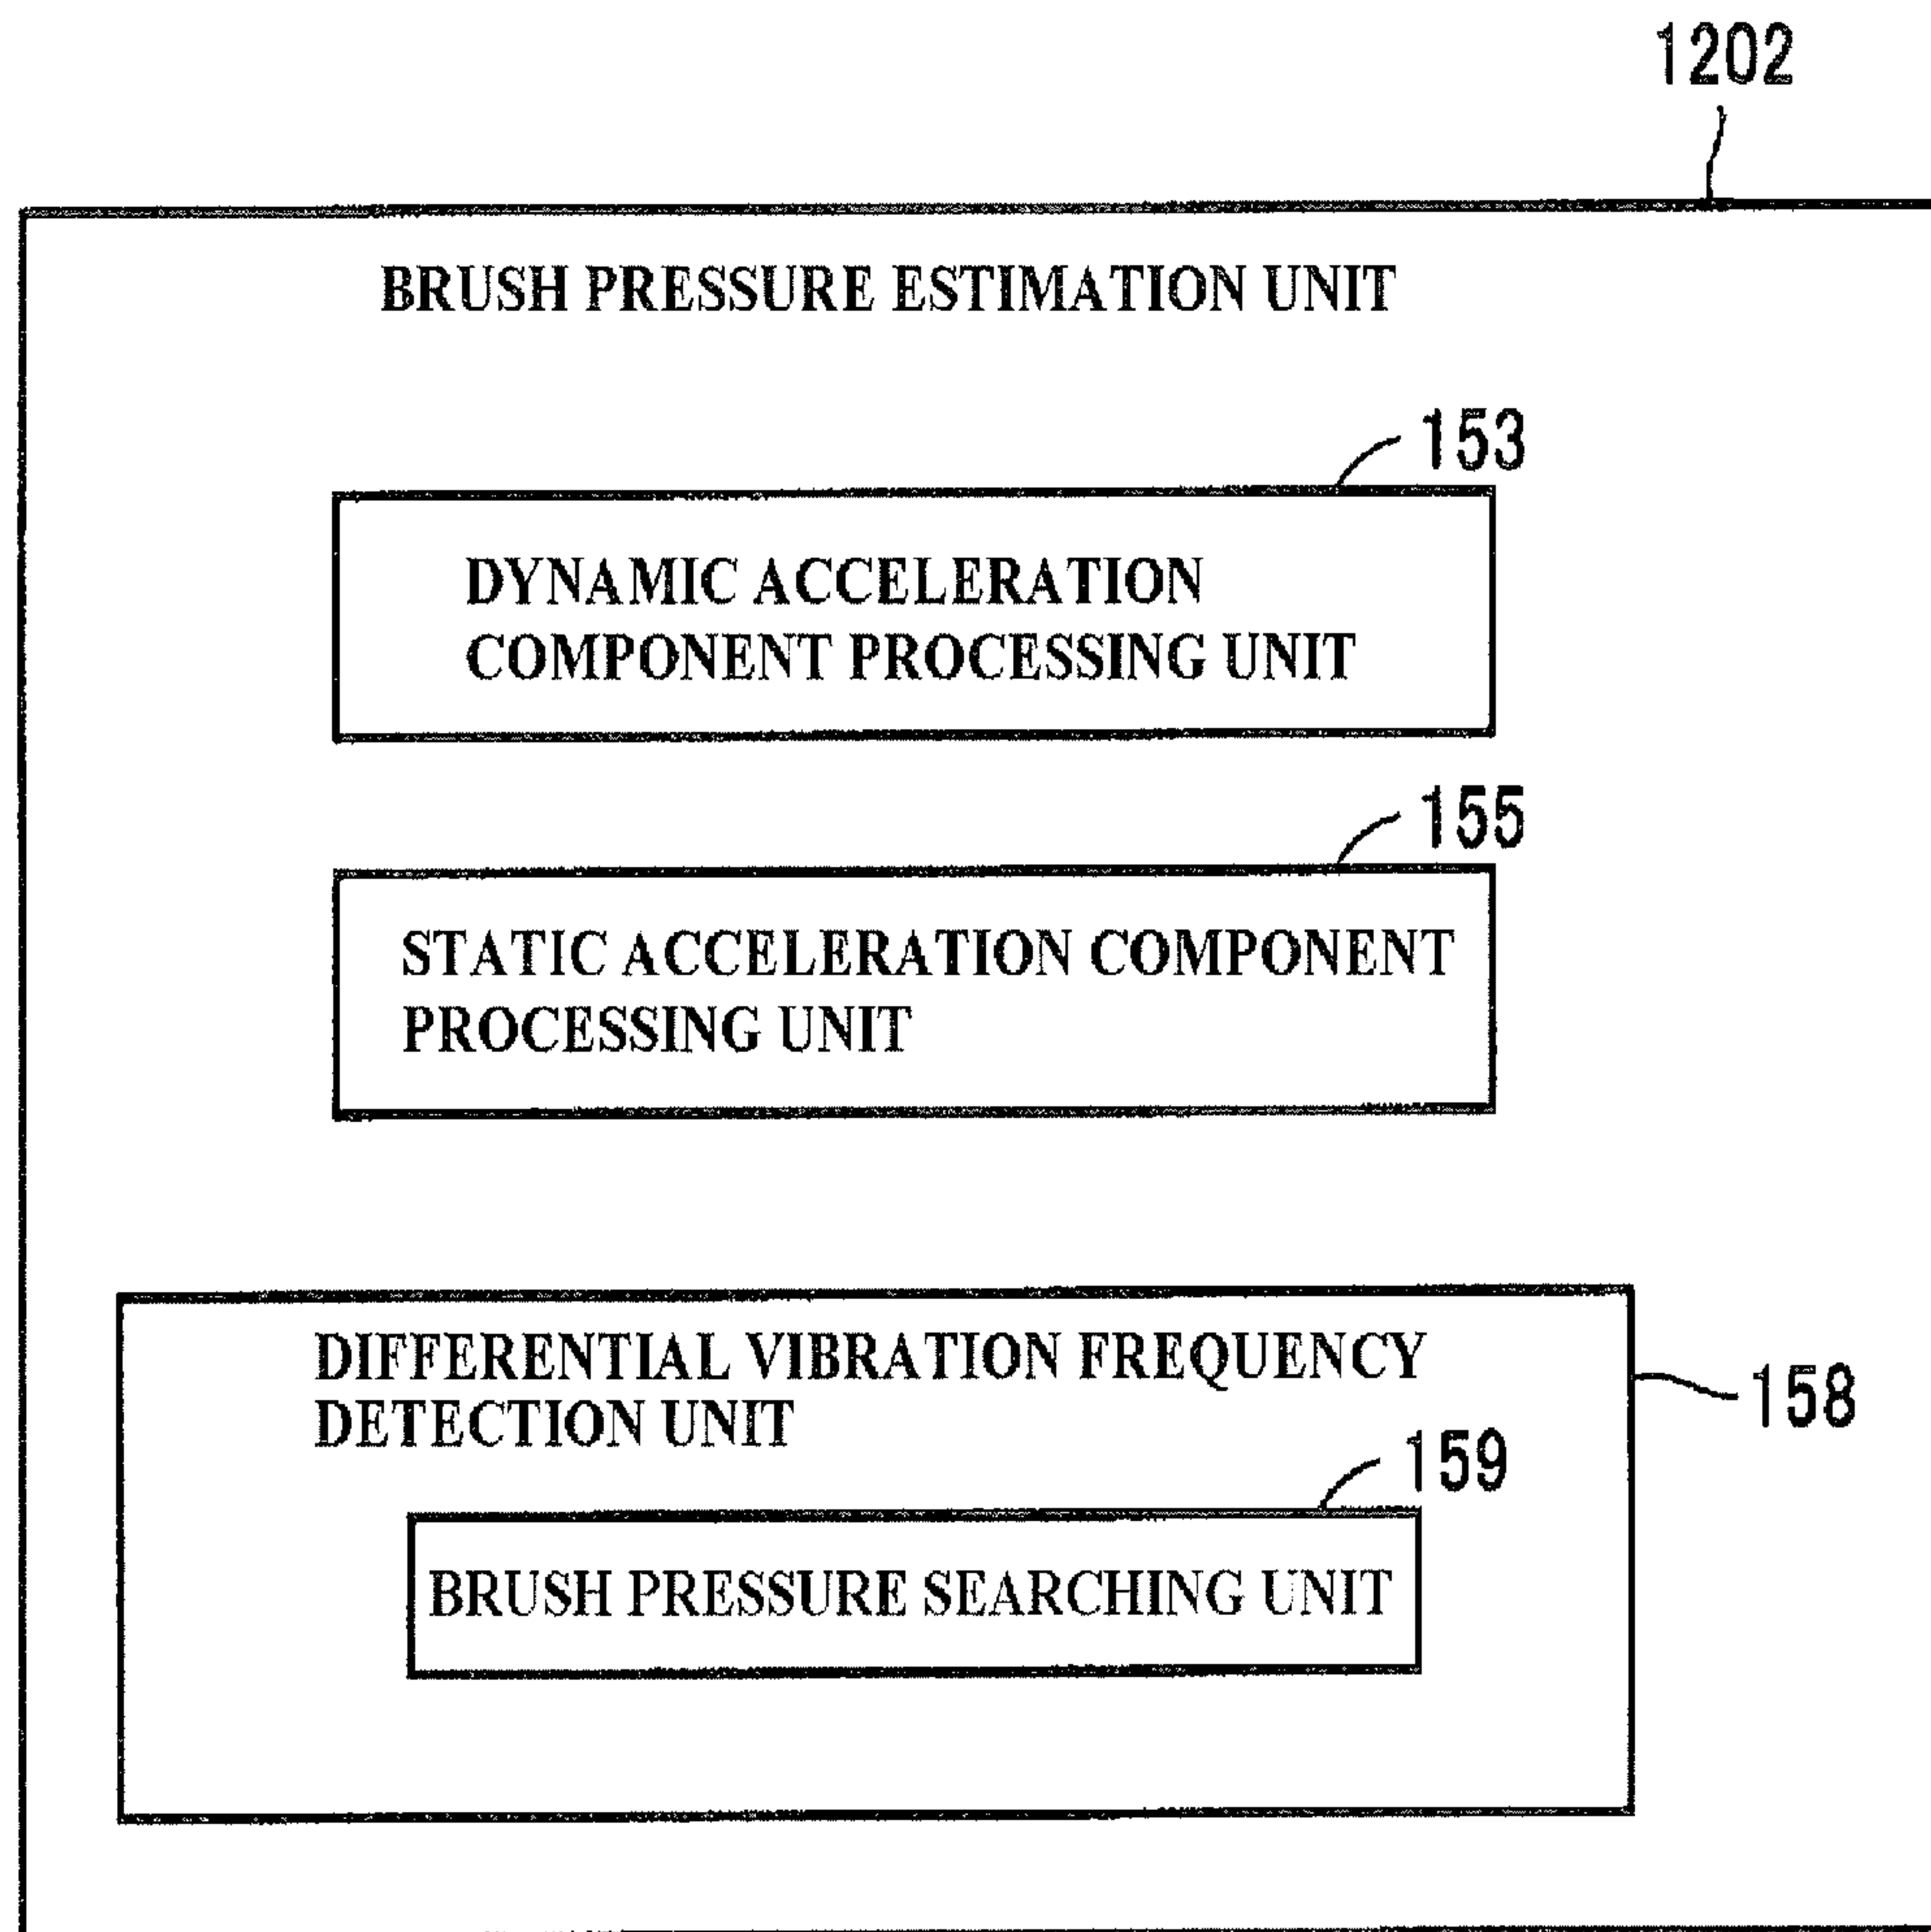 1202
BRUSH PRESSURE ESTIMATION UNIT
153
DYNAMIC ACCELERATION
COMPONENT PROCESSING UNIT
155
STATIC ACCELERATION COMPONENT
PROCESSING UNIT
DIFFERENTIAL VIBRATION FREQUENCY
DETECTION UNIT
158
159
BRUSH PRESSURE SEARCHING UNIT